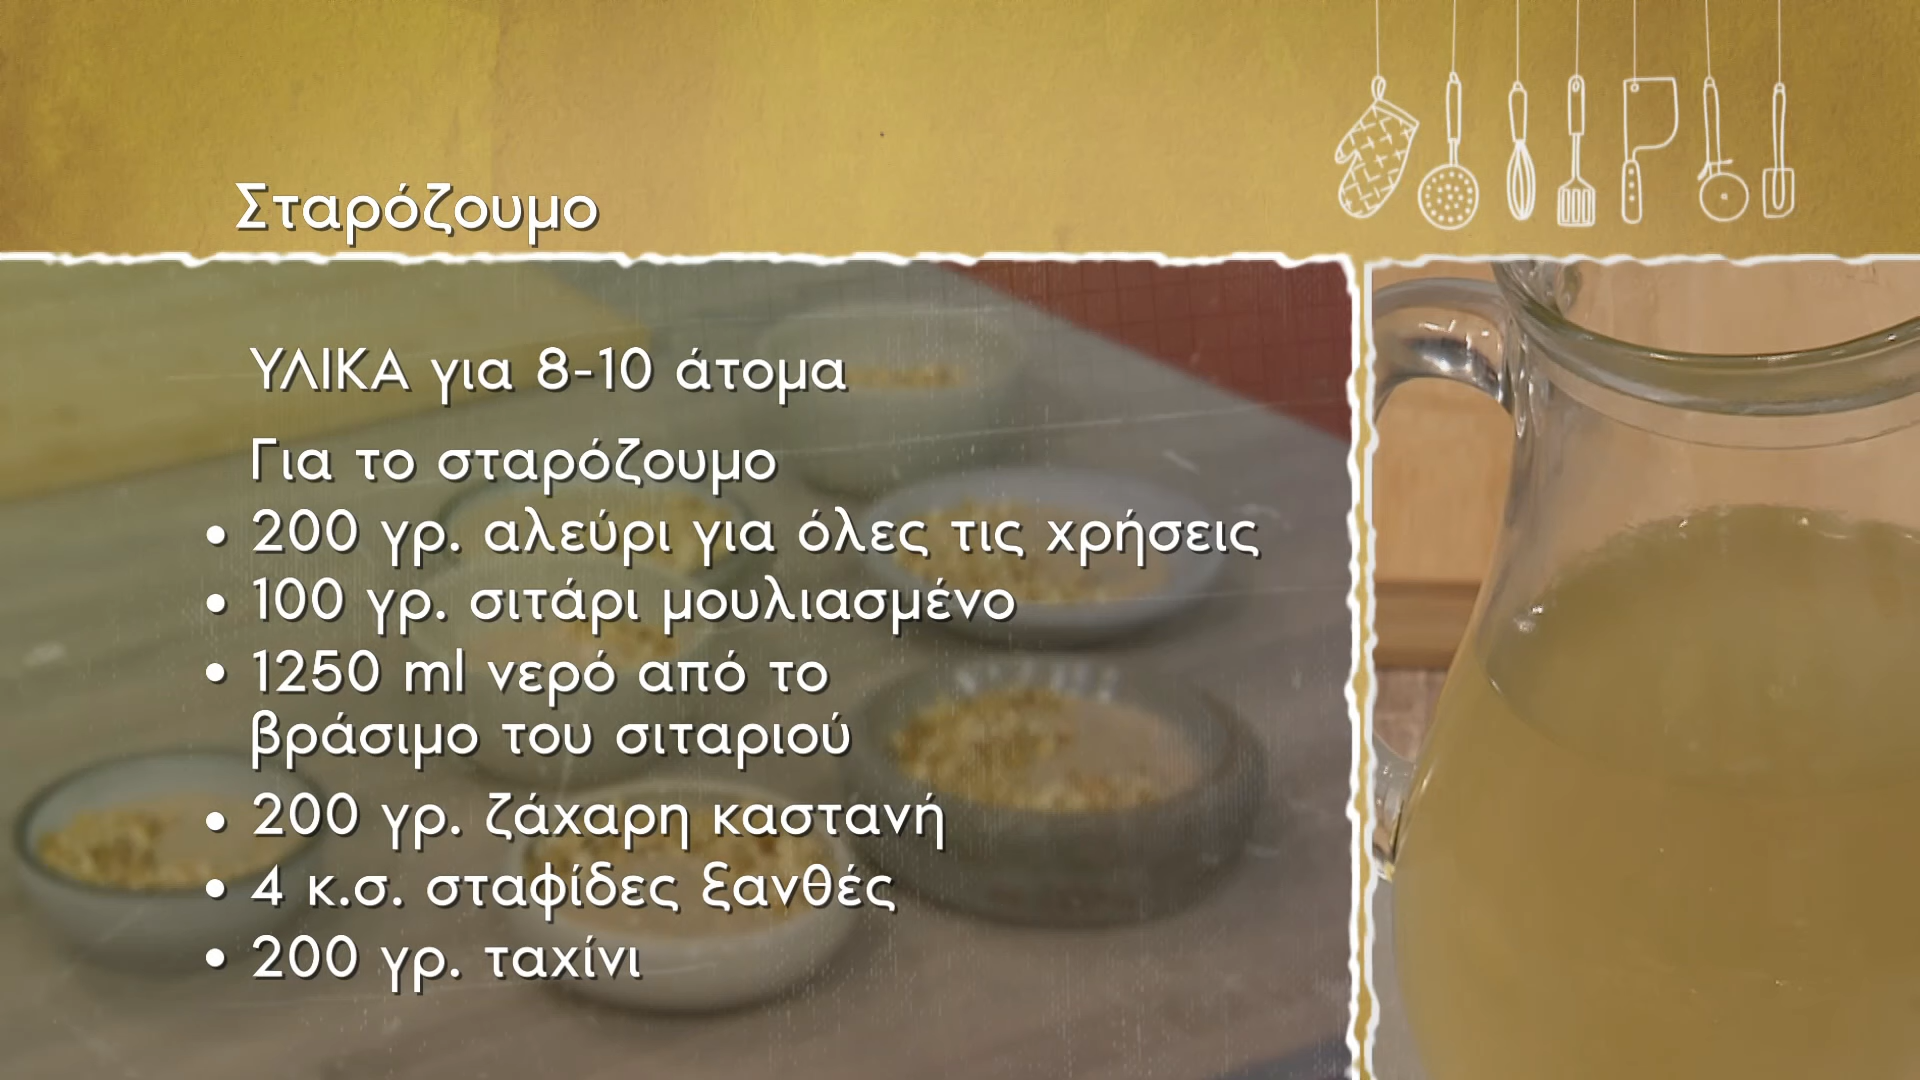 Σταρόζουμο
ΥΛΙΚΑ για 8-10 άτομα
Για το σταρόζουμο
• 200 γρ. αλεύρι για όλες τις χρήσεις
• 100 γρ. σιτάρι μουλιασμένο
• 1250 ml νερό από το
βράσιμο του σιταριού
• 200 γρ. ζάχαρη καστανή
• 4 κ.σ. σταφίδες ξανθές
• 200 γρ. ταχίνι